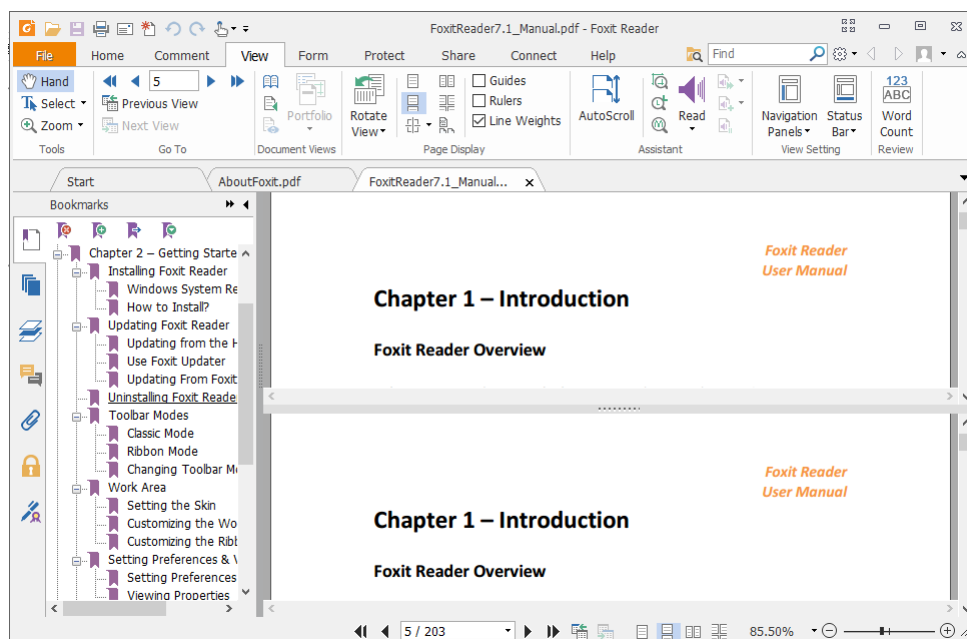 FoxitReader7.1_Manual.pdf - Foxit Reader
File Home Comment View Form Protect Share Connect Help Find
Hand
Select
Zoom
Tools
5
Previous View
Next View
Go To
Portfolio
Document Views
Rotate
View
Guides
Rulers
Line Weights
Page Display
AutoScroll
Read
Assistant
Navigation
Panels
Status
Bar
View Setting
123
ABC
Word
Count
Review
Start AboutFoxit.pdf FoxitReader7.1_Manual... x
Bookmarks
Chapter 2 – Getting Starte
Installing Foxit Reader
Windows System Re
How to Install?
Updating Foxit Reader
Updating from the H
Use Foxit Updater
Updating From Foxit
Uninstalling Foxit Reade
Toolbar Modes
Classic Mode
Ribbon Mode
Changing Toolbar Mo
Work Area
Setting the Skin
Customizing the Wo
Customizing the Ribb
Setting Preferences & V
Setting Preferences
Viewing Properties
Foxit Reader
User Manual
Chapter 1 – Introduction
Foxit Reader Overview
Foxit Reader
User Manual
Chapter 1 – Introduction
Foxit Reader Overview
5 / 203
85.50%